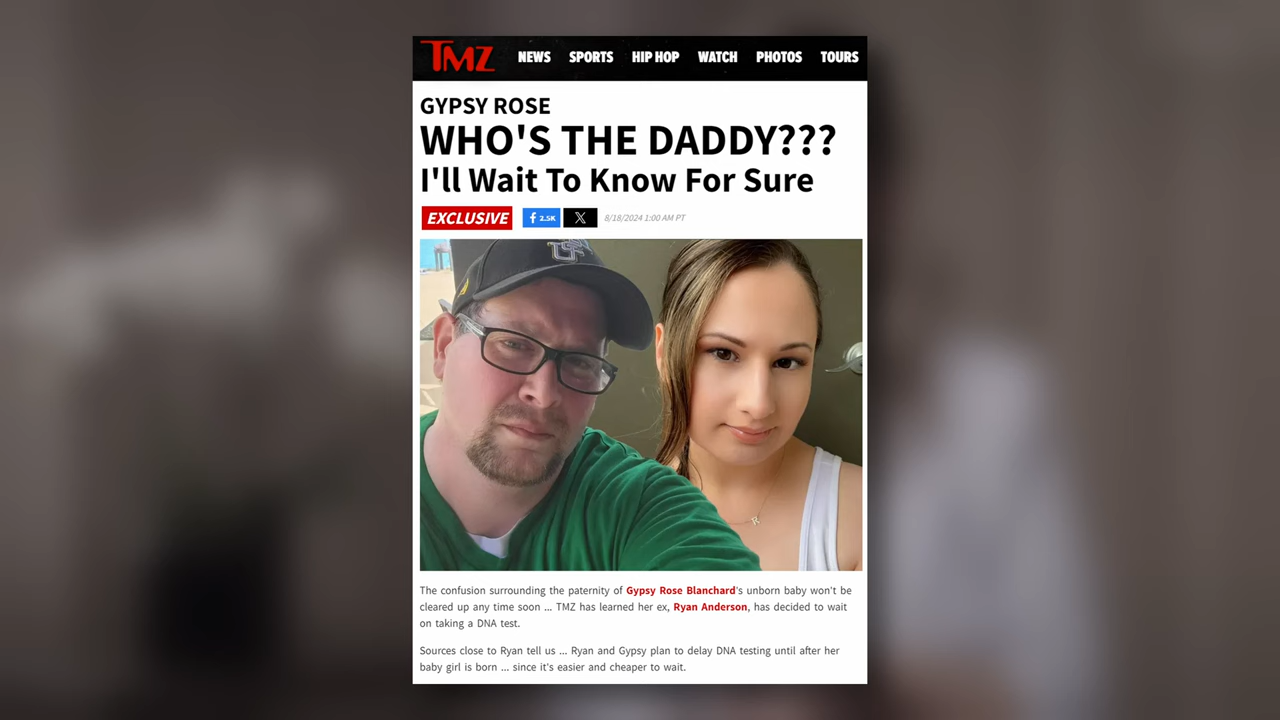 TMZ NEWS SPORTS HIP HOP WATCH PHOTOS TOURS
GYPSY ROSE
WHO'S THE DADDY???
I'll Wait To Know For Sure
EXCLUSIVE f 2.5K X 8/18/2024 1:00 AM PT
The confusion surrounding the paternity of Gypsy Rose Blanchard's unborn baby won't be
cleared up any time soon ... TMZ has learned her ex, Ryan Anderson, has decided to wait
on taking a DNA test.
Sources close to Ryan tell us ... Ryan and Gypsy plan to delay DNA testing until after her
baby girl is born ... since it's easier and cheaper to wait.